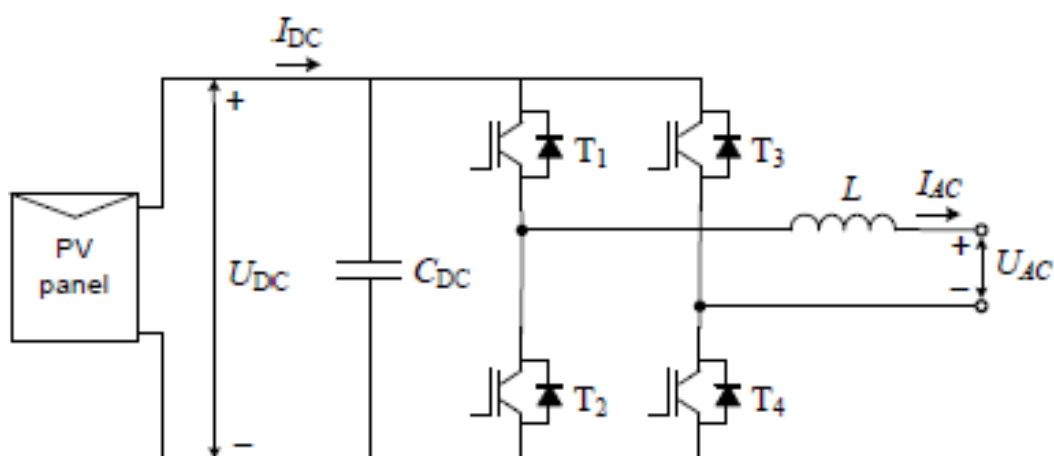 I_DC
+
T1
T3
L
I_AC
PV
panel
U_DC
C_DC
+
−
U_AC
T2
T4
−